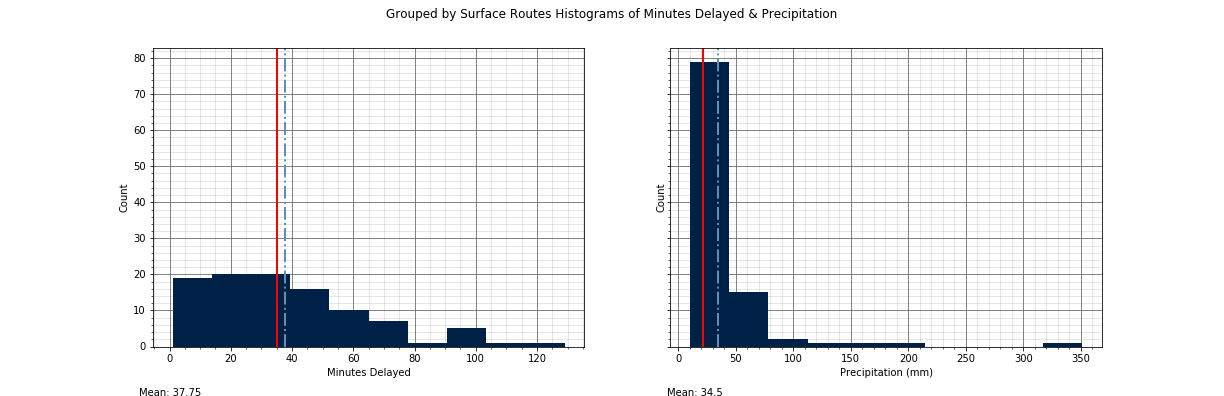 Grouped by Surface Routes Histograms of Minutes Delayed & Precipitation
80
70
60
50
40
30
20
10
0
Count
0 20 40 60 80 100 120
Minutes Delayed
Mean: 37.75
Count
0 50 100 150 200 250 300 350
Precipitation (mm)
Mean: 34.5